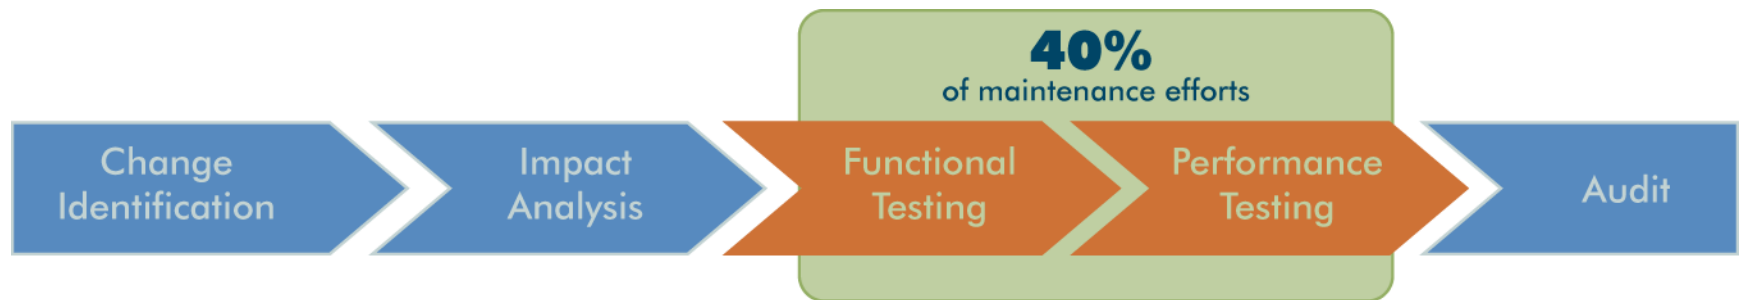 40%
of maintenance efforts
Change
Identification
Impact
Analysis
Functional
Testing
Performance
Testing
Audit